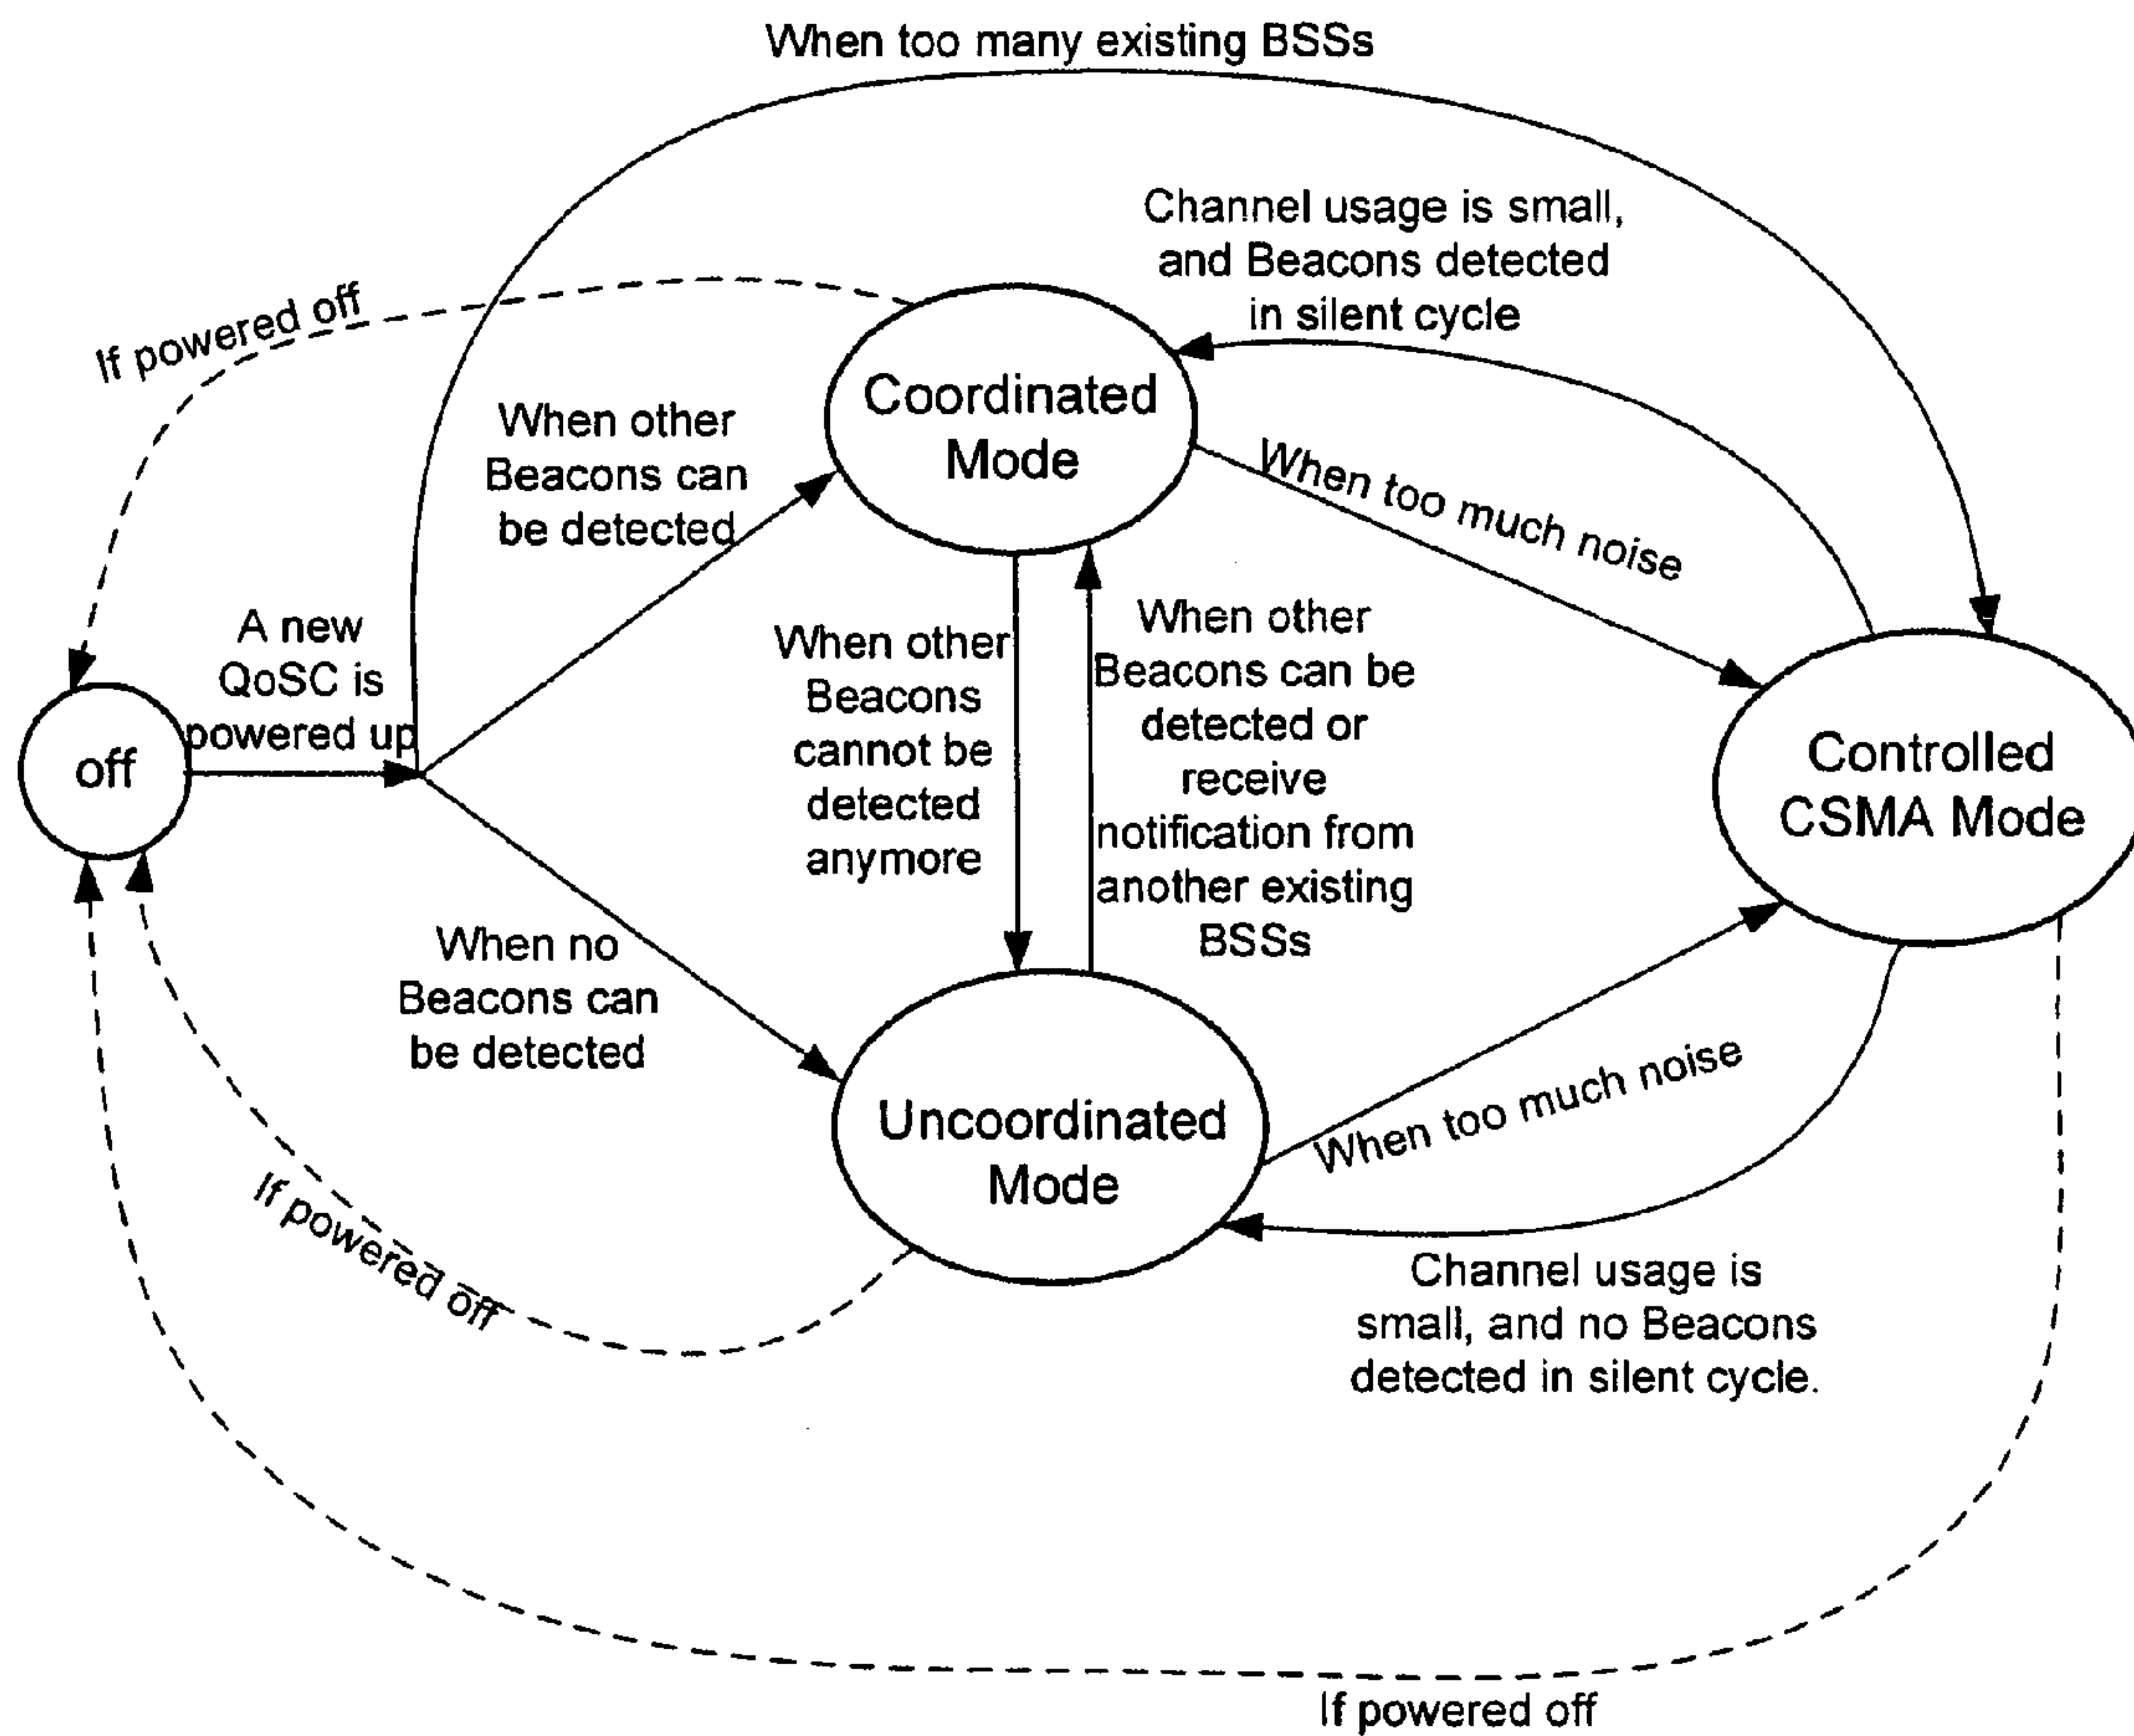 When too many existing BSSs
Channel usage is small,
and Beacons detected
in silent cycle
If powered off
When other
Beacons can
be detected
Coordinated
Mode
When too much noise
A new
QoSC is
powered up
off
When other
Beacons
cannot be
detected
anymore
When other
Beacons can be
detected or
receive
notification from
another existing
BSSs
Controlled
CSMA Mode
When no
Beacons can
be detected
Uncoordinated
Mode
When too much noise
If powered off
Channel usage is
small, and no Beacons
detected in silent cycle.
If powered off